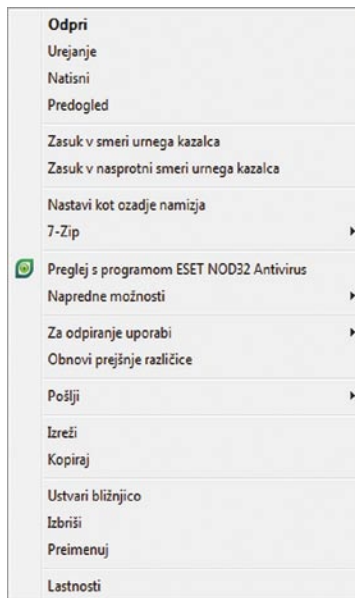 Odpri
Urejanje
Natisni
Predogled
Zasuk v smeri urnega kazalca
Zasuk v nasprotni smeri urnega kazalca
Nastavi kot ozadje namizja
7-Zip
Preglej s programom ESET NOD32 Antivirus
Napredne možnosti
Za odpiranje uporabi
Obnovi prejšnje različice
Pošlji
Izreži
Kopiraj
Ustvari bližnjico
Izbriši
Preimenuj
Lastnosti